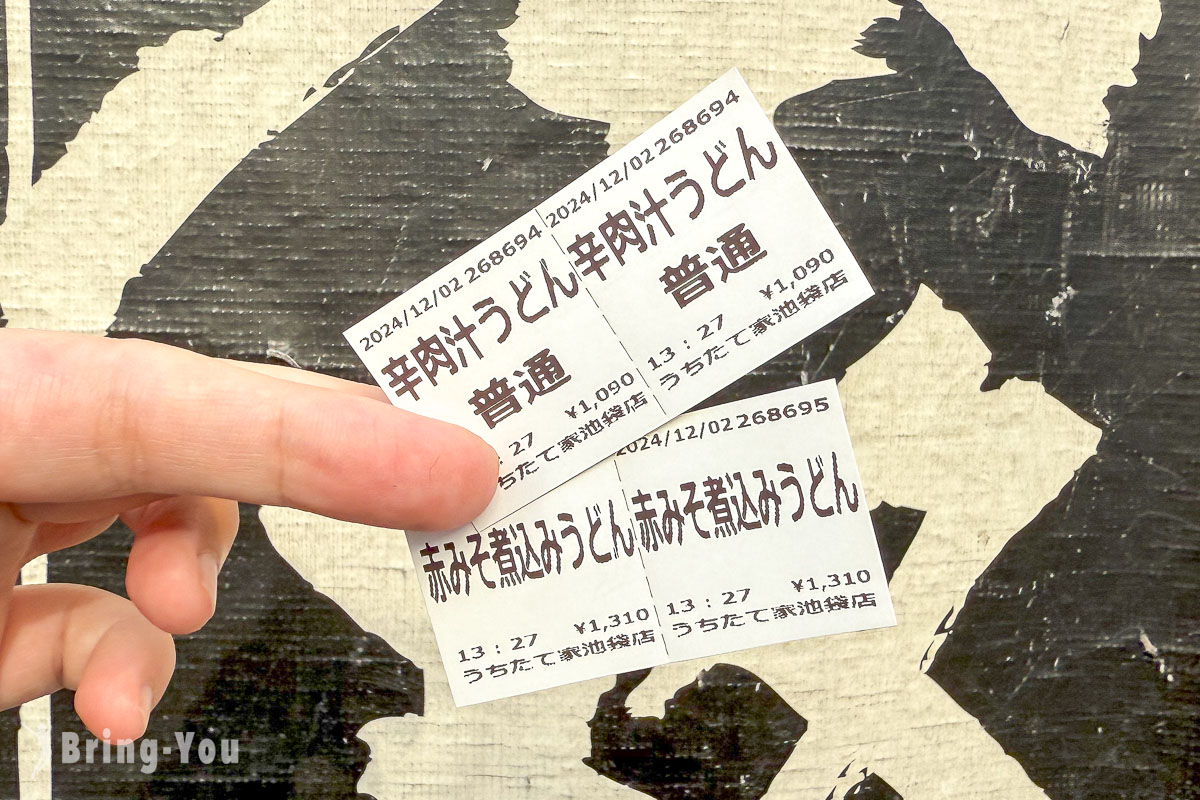 2024/12/02 268694
辛肉汁うどん
普通
¥1,090
: 27
ちたて家池袋店
2024/12/02 268694
辛肉汁うどん
普通
¥1,090
13 : 27
うちたて家池袋店
赤みそ煮込みうどん
¥1,310
13 : 27
うちたて家池袋店
2024/12/02 268695
赤みそ煮込みうどん
¥1,310
13 : 27
うちたて家池袋店
Bring-You